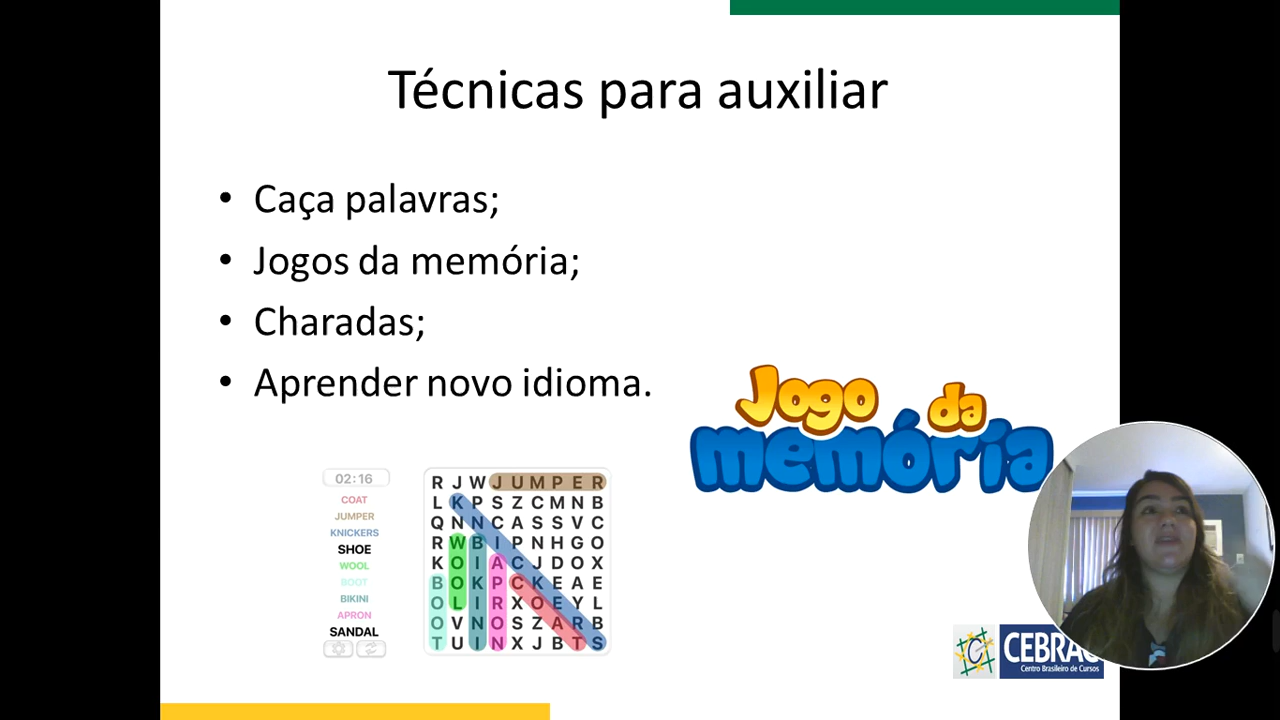 Técnicas para auxiliar
• Caça palavras;
• Jogos da memória;
• Charadas;
• Aprender novo idioma.
Jogo da
memória
02:16
COAT
JUMPER
KNICKERS
SHOE
WOOL
BOOT
BIKINI
APRON
SANDAL
R J W J U M P E R
L K P S Z C M N B
Q N N C A S S V C
R W B I P N H G O
K O I A C J D O X
B O K P C K E A E
O L I R X O E Y L
O V N O S Z A R B
T U I N X J B T S
CEBRAC
Centro Brasileiro de Cursos